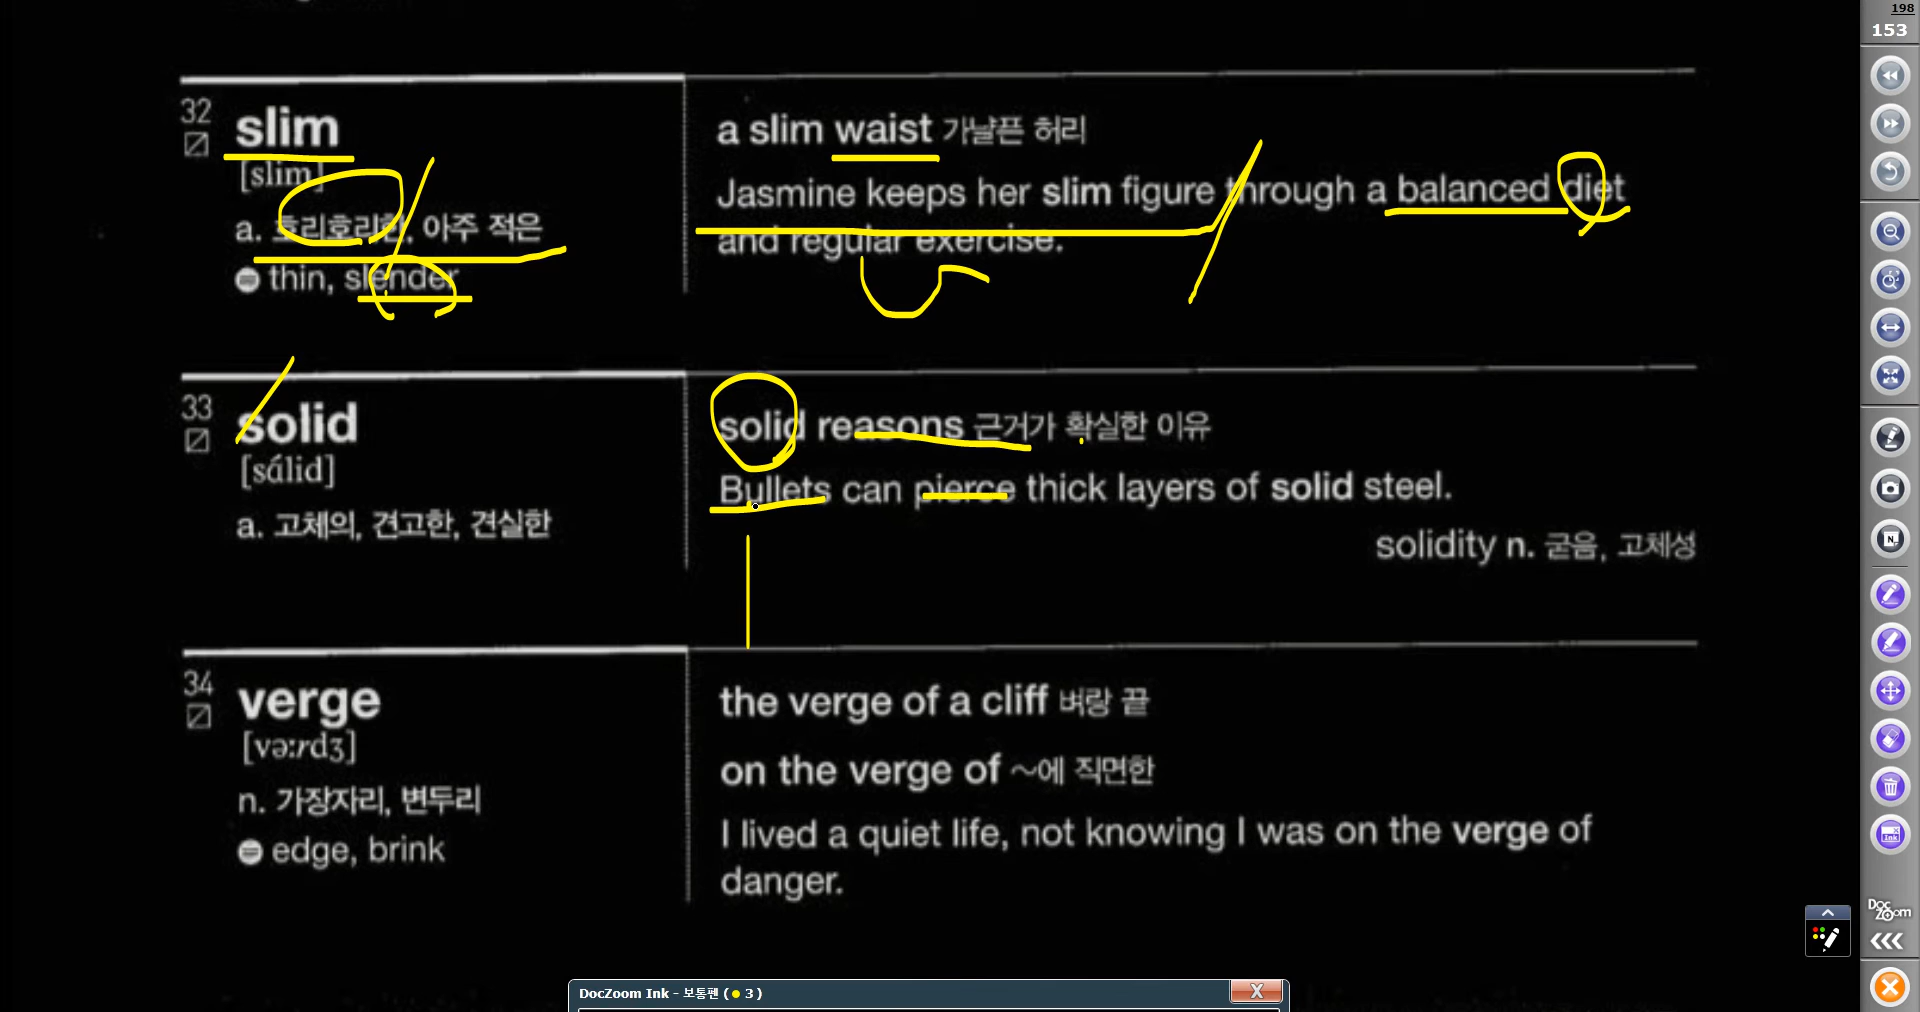 198
153
32
slim
[slim]
a. 호리호리한, 아주 적은
thin, slender
a slim waist 가냘픈 허리
Jasmine keeps her slim figure through a balanced diet
and regular exercise.
33
solid
[sάlid]
a. 고체의, 견고한, 견실한
solid reasons 근거가 확실한 이유
Bullets can pierce thick layers of solid steel.
solidity n. 굳음, 고체성
34
verge
[vəːrdʒ]
n. 가장자리, 변두리
edge, brink
the verge of a cliff 벼랑 끝
on the verge of ~에 직면한
I lived a quiet life, not knowing I was on the verge of
danger.
Doc
Zoom
DocZoom Ink - 보통펜 ( 3 )